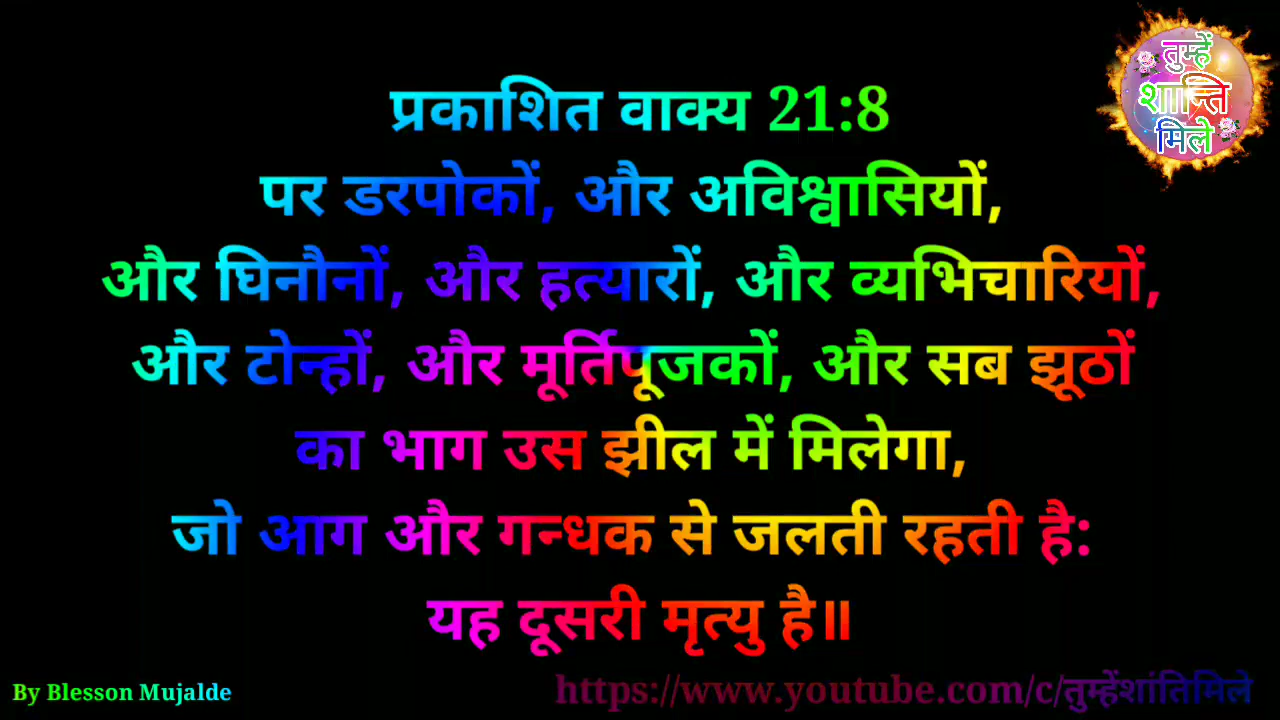 प्रकाशित वाक्य 21:8
पर डरपोकों, और अविश्वासियों,
और घिनौनों, और हत्यारों, और व्यभिचारियों,
और टोन्हों, और मूर्तिपूजकों, और सब झूठों
का भाग उस झील में मिलेगा,
जो आग और गन्धक से जलती रहती है:
यह दूसरी मृत्यु है॥
तुम्हें
शान्ति
मिले
By Blesson Mujalde
https://www.youtube.com/c/तुम्हेंशांतिमिले